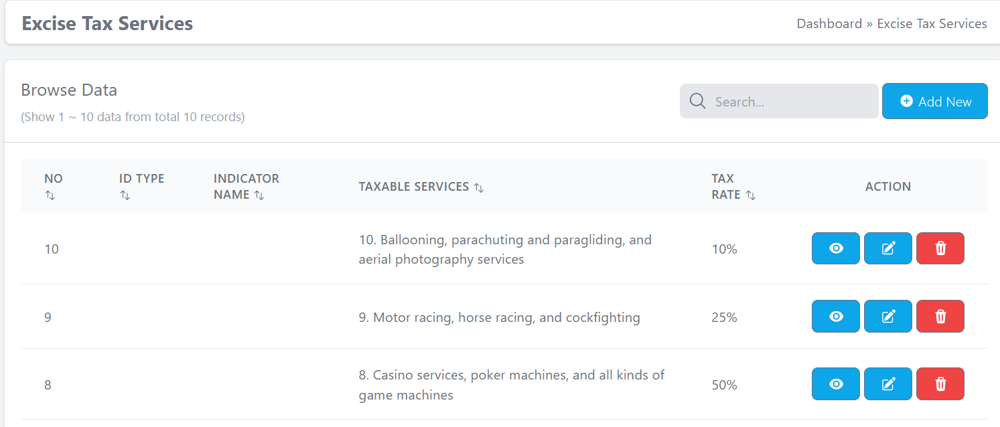 Excise Tax Services
Dashboard » Excise Tax Services
Browse Data
(Show 1 ~ 10 data from total 10 records)
Search...
Add New
NO
ID TYPE
INDICATOR
NAME
TAXABLE SERVICES
TAX
RATE
ACTION
10
10. Ballooning, parachuting and paragliding, and
aerial photography services
10%
9
9. Motor racing, horse racing, and cockfighting
25%
8
8. Casino services, poker machines, and all kinds of
game machines
50%